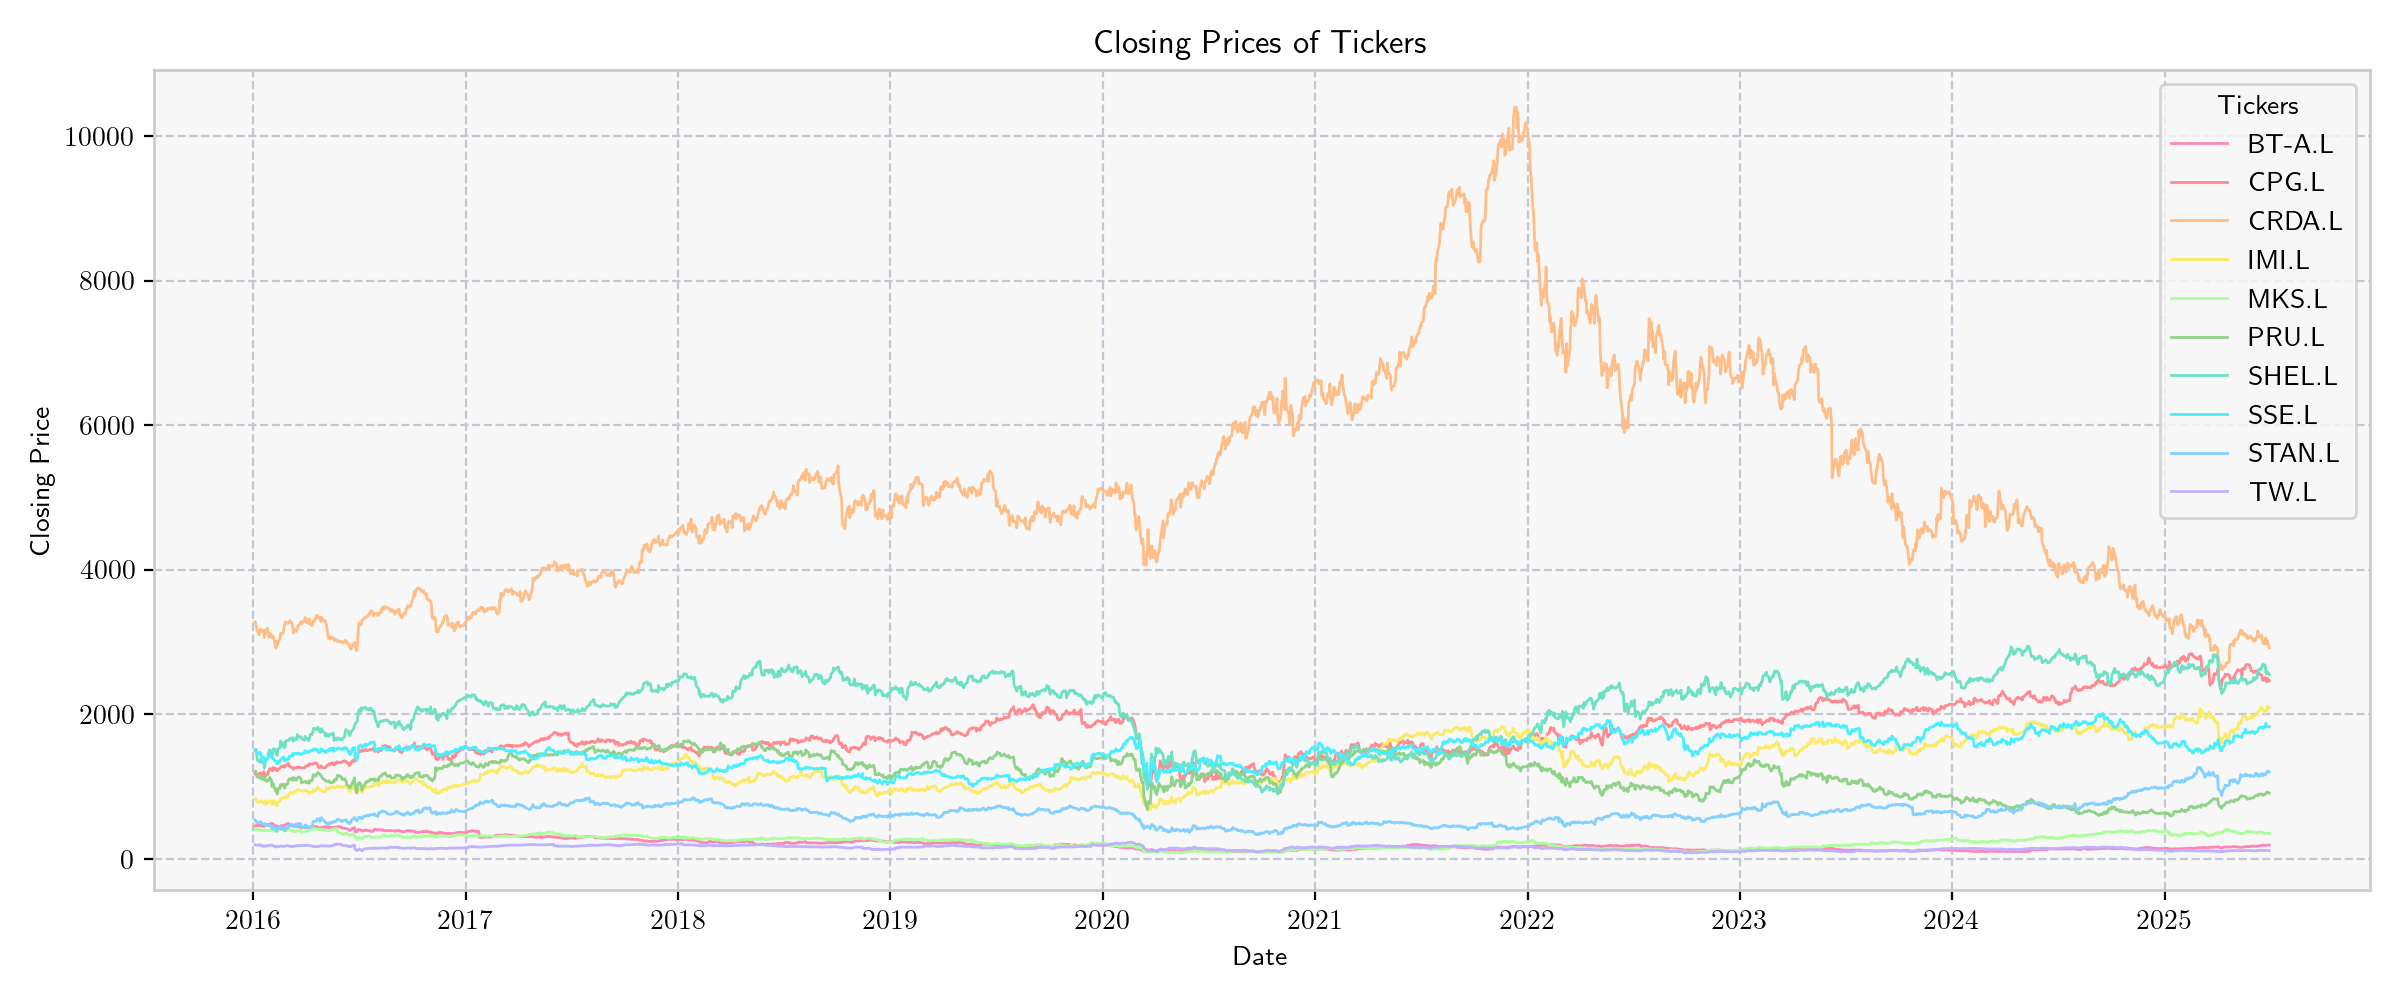 Closing Prices of Tickers
Tickers
BT-A.L
CPG.L
CRDA.L
IMI.L
MKS.L
PRU.L
SHEL.L
SSE.L
STAN.L
TW.L
Closing Price
10000
8000
6000
4000
2000
0
2016 2017 2018 2019 2020 2021 2022 2023 2024 2025
Date